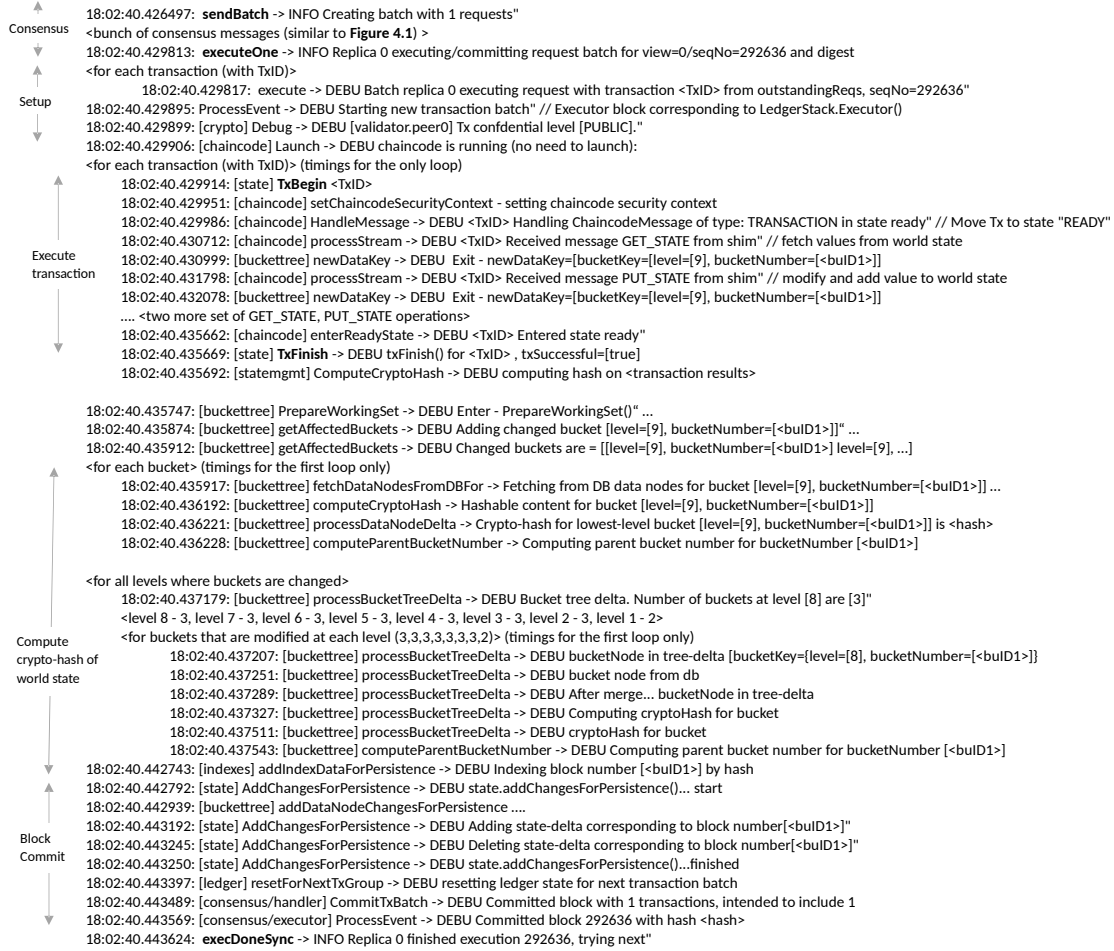 18:02:40.426497:  sendBatch -> INFO Creating batch with 1 requests"
Consensus
<bunch of consensus messages (similar to Figure 4.1) >
18:02:40.429813:  executeOne -> INFO Replica 0 executing/committing request batch for view=0/seqNo=292636 and digest
<for each transaction (with TxID)>
18:02:40.429817:  execute -> DEBU Batch replica 0 executing request with transaction <TxID> from outstandingReqs, seqNo=292636"
Setup
18:02:40.429895: ProcessEvent -> DEBU Starting new transaction batch" // Executor block corresponding to LedgerStack.Executor()
18:02:40.429899: [crypto] Debug -> DEBU [validator.peer0] Tx confdential level [PUBLIC]."
18:02:40.429906: [chaincode] Launch -> DEBU chaincode is running (no need to launch):
<for each transaction (with TxID)> (timings for the only loop)
18:02:40.429914: [state] TxBegin <TxID>
18:02:40.429951: [chaincode] setChaincodeSecurityContext - setting chaincode security context
18:02:40.429986: [chaincode] HandleMessage -> DEBU <TxID> Handling ChaincodeMessage of type: TRANSACTION in state ready" // Move Tx to state "READY"
18:02:40.430712: [chaincode] processStream -> DEBU <TxID> Received message GET_STATE from shim" // fetch values from world state
Execute
transaction
18:02:40.430999: [buckettree] newDataKey -> DEBU  Exit - newDataKey=[bucketKey=[level=[9], bucketNumber=[<buID1>]]
18:02:40.431798: [chaincode] processStream -> DEBU <TxID> Received message PUT_STATE from shim" // modify and add value to world state
18:02:40.432078: [buckettree] newDataKey -> DEBU  Exit - newDataKey=[bucketKey=[level=[9], bucketNumber=[<buID1>]]
.... <two more set of GET_STATE, PUT_STATE operations>
18:02:40.435662: [chaincode] enterReadyState -> DEBU <TxID> Entered state ready"
18:02:40.435669: [state] TxFinish -> DEBU txFinish() for <TxID> , txSuccessful=[true]
18:02:40.435692: [statemgmt] ComputeCryptoHash -> DEBU computing hash on <transaction results>
18:02:40.435747: [buckettree] PrepareWorkingSet -> DEBU Enter - PrepareWorkingSet()“ ...
18:02:40.435874: [buckettree] getAffectedBuckets -> DEBU Adding changed bucket [level=[9], bucketNumber=[<buID1>]]“ ...
18:02:40.435912: [buckettree] getAffectedBuckets -> DEBU Changed buckets are = [[level=[9], bucketNumber=[<buID1>] level=[9], ...]
<for each bucket> (timings for the first loop only)
18:02:40.435917: [buckettree] fetchDataNodesFromDBFor -> Fetching from DB data nodes for bucket [level=[9], bucketNumber=[<buID1>]] ...
18:02:40.436192: [buckettree] computeCryptoHash -> Hashable content for bucket [level=[9], bucketNumber=[<buID1>]]
18:02:40.436221: [buckettree] processDataNodeDelta -> Crypto-hash for lowest-level bucket [level=[9], bucketNumber=[<buID1>]] is <hash>
18:02:40.436228: [buckettree] computeParentBucketNumber -> Computing parent bucket number for bucketNumber [<buID1>]
<for all levels where buckets are changed>
18:02:40.437179: [buckettree] processBucketTreeDelta -> DEBU Bucket tree delta. Number of buckets at level [8] are [3]"
<level 8 - 3, level 7 - 3, level 6 - 3, level 5 - 3, level 4 - 3, level 3 - 3, level 2 - 3, level 1 - 2>
<for buckets that are modified at each level (3,3,3,3,3,3,3,2)> (timings for the first loop only)
Compute
crypto-hash of
world state
18:02:40.437207: [buckettree] processBucketTreeDelta -> DEBU bucketNode in tree-delta [bucketKey={level=[8], bucketNumber=[<buID1>]}
18:02:40.437251: [buckettree] processBucketTreeDelta -> DEBU bucket node from db
18:02:40.437289: [buckettree] processBucketTreeDelta -> DEBU After merge... bucketNode in tree-delta
18:02:40.437327: [buckettree] processBucketTreeDelta -> DEBU Computing cryptoHash for bucket
18:02:40.437511: [buckettree] processBucketTreeDelta -> DEBU cryptoHash for bucket
18:02:40.437543: [buckettree] computeParentBucketNumber -> DEBU Computing parent bucket number for bucketNumber [<buID1>]
18:02:40.442743: [indexes] addIndexDataForPersistence -> DEBU Indexing block number [<buID1>] by hash
18:02:40.442792: [state] AddChangesForPersistence -> DEBU state.addChangesForPersistence()... start
18:02:40.442939: [buckettree] addDataNodeChangesForPersistence ....
18:02:40.443192: [state] AddChangesForPersistence -> DEBU Adding state-delta corresponding to block number[<buID1>]"
Block
Commit
18:02:40.443245: [state] AddChangesForPersistence -> DEBU Deleting state-delta corresponding to block number[<buID1>]"
18:02:40.443250: [state] AddChangesForPersistence -> DEBU state.addChangesForPersistence()...finished
18:02:40.443397: [ledger] resetForNextTxGroup -> DEBU resetting ledger state for next transaction batch
18:02:40.443489: [consensus/handler] CommitTxBatch -> DEBU Committed block with 1 transactions, intended to include 1
18:02:40.443569: [consensus/executor] ProcessEvent -> DEBU Committed block 292636 with hash <hash>
18:02:40.443624:  execDoneSync -> INFO Replica 0 finished execution 292636, trying next"